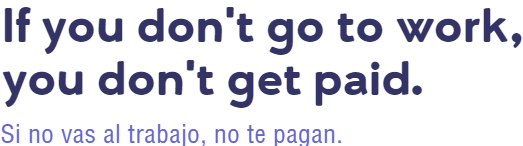 If you don't go to work,
you don't get paid.
Si no vas al trabajo, no te pagan.